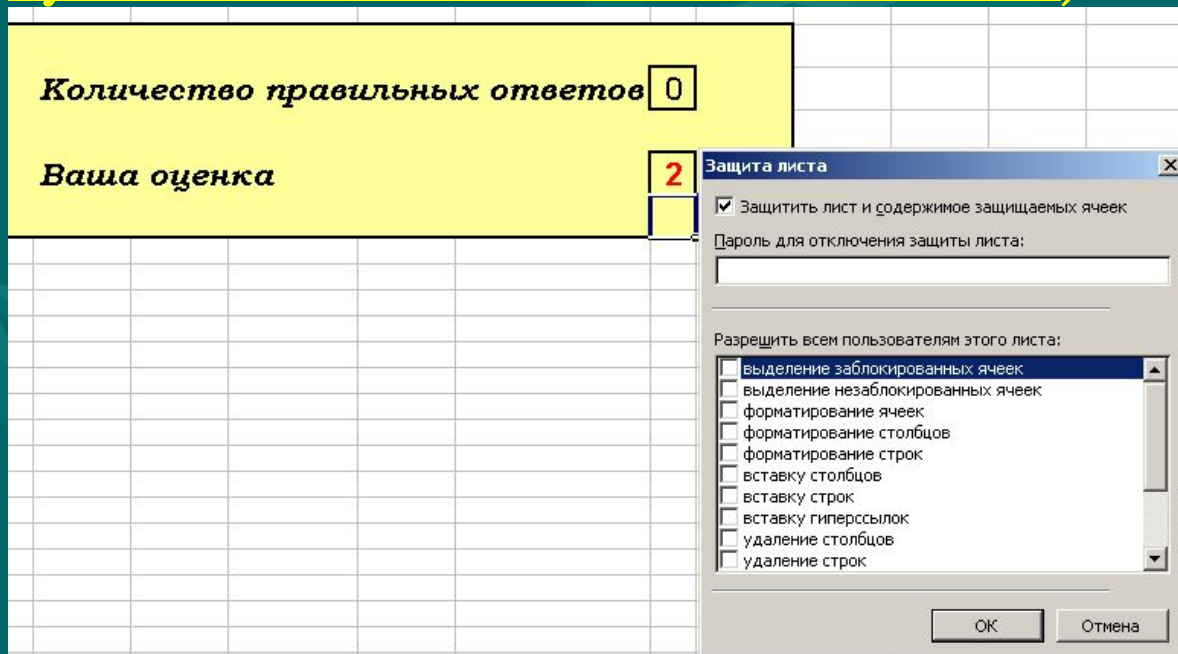 Количество правильных ответов 0
Ваша оценка 2
Защита листа
Защитить лист и содержимое защищаемых ячеек
Пароль для отключения защиты листа:
Разрешить всем пользователям этого листа:
выделение заблокированных ячеек
выделение незаблокированных ячеек
форматирование ячеек
форматирование столбцов
форматирование строк
вставку столбцов
вставку строк
вставку гиперссылок
удаление столбцов
удаление строк
ОК Отмена